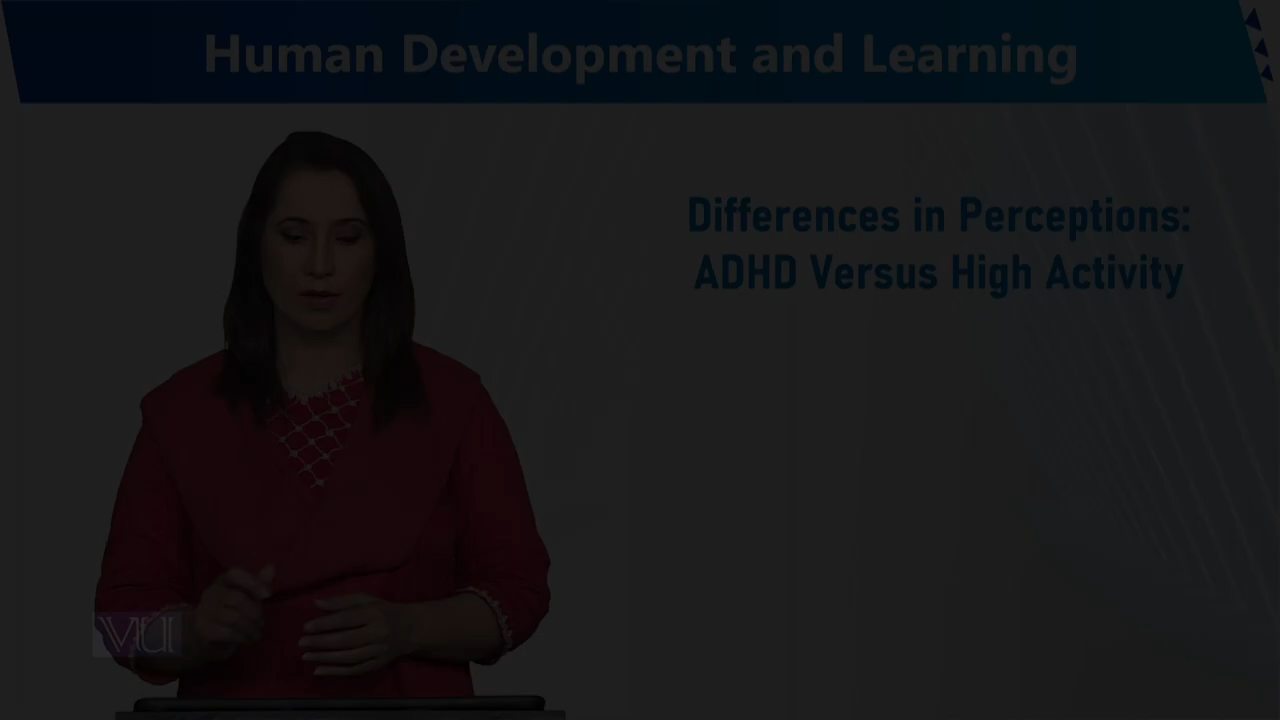 Human Development and Learning
Differences in Perceptions:
ADHD Versus High Activity
VU